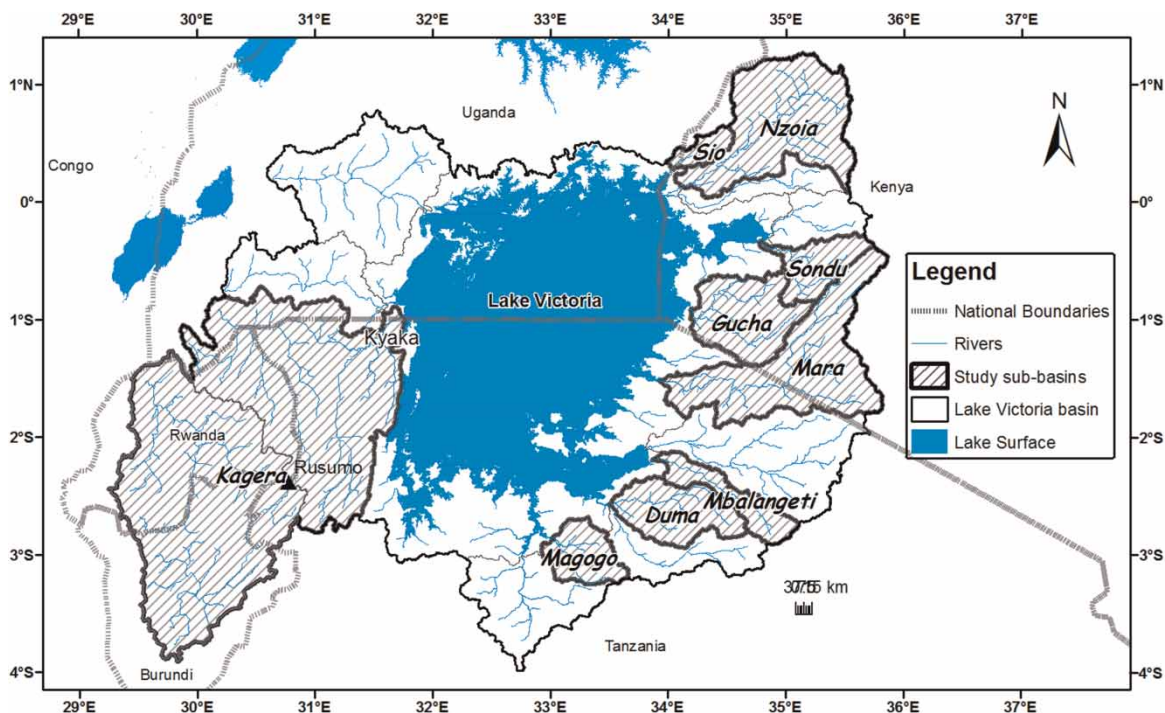 29°E 30°E 31°E 32°E 33°E 34°E 35°E 36°E 37°E
1°N
1°N
N
Uganda
Nzoia
Sio
Congo
Kenya
0°
0°
Sondu
Legend
National Boundaries
Rivers
Study sub-basins
Lake Victoria basin
Lake Surface
Lake Victoria
1°S
1°S
Gucha
Kyaka
Mara
2°S
2°S
Rwanda
Kagera
Rusumo
Mbalangeti
Duma
3°S
3°S
Magogo
km
Tanzania
4°S
4°S
Burundi
29°E 30°E 31°E 32°E 33°E 34°E 35°E 36°E 37°E